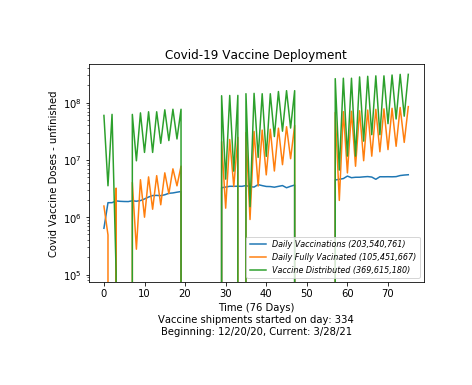 Covid-19 Vaccine Deployment
Covid Vaccine Doses - unfinished
10^8
10^7
10^6
10^5
0 10 20 30 40 50 60 70
Daily Vaccinations (203,540,761)
Daily Fully Vacinated (105,451,667)
Vaccine Distributed (369,615,180)
Time (76 Days)
Vaccine shipments started on day: 334
Beginning: 12/20/20, Current: 3/28/21